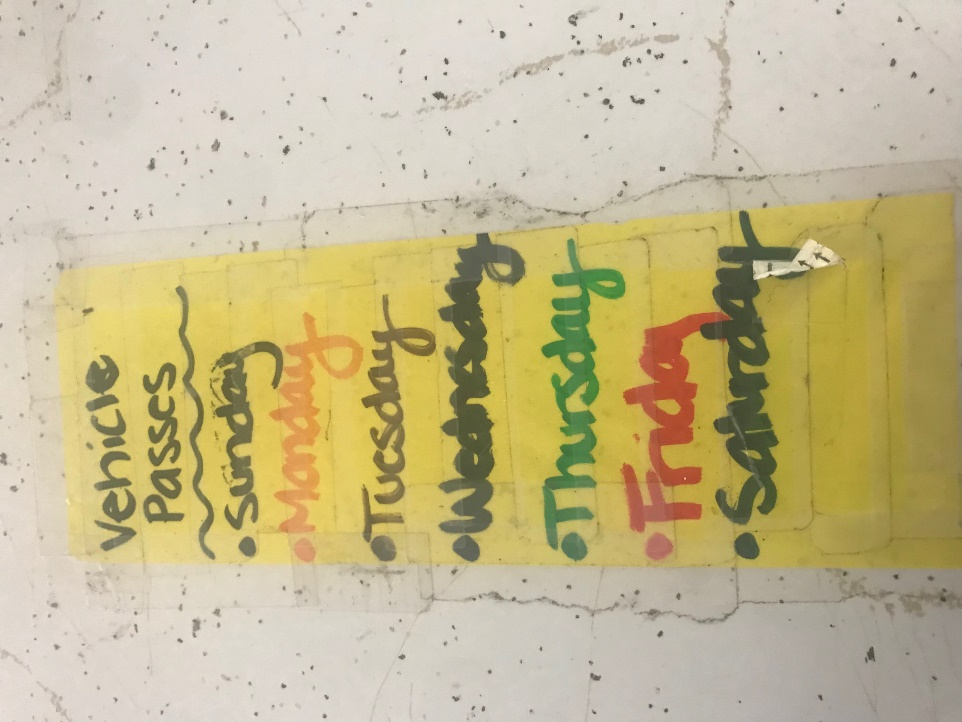 Vehicle
Passes
• Sunday
• Monday
• Tuesday
• Wednesday
• Thursday
• Friday
• Saturday